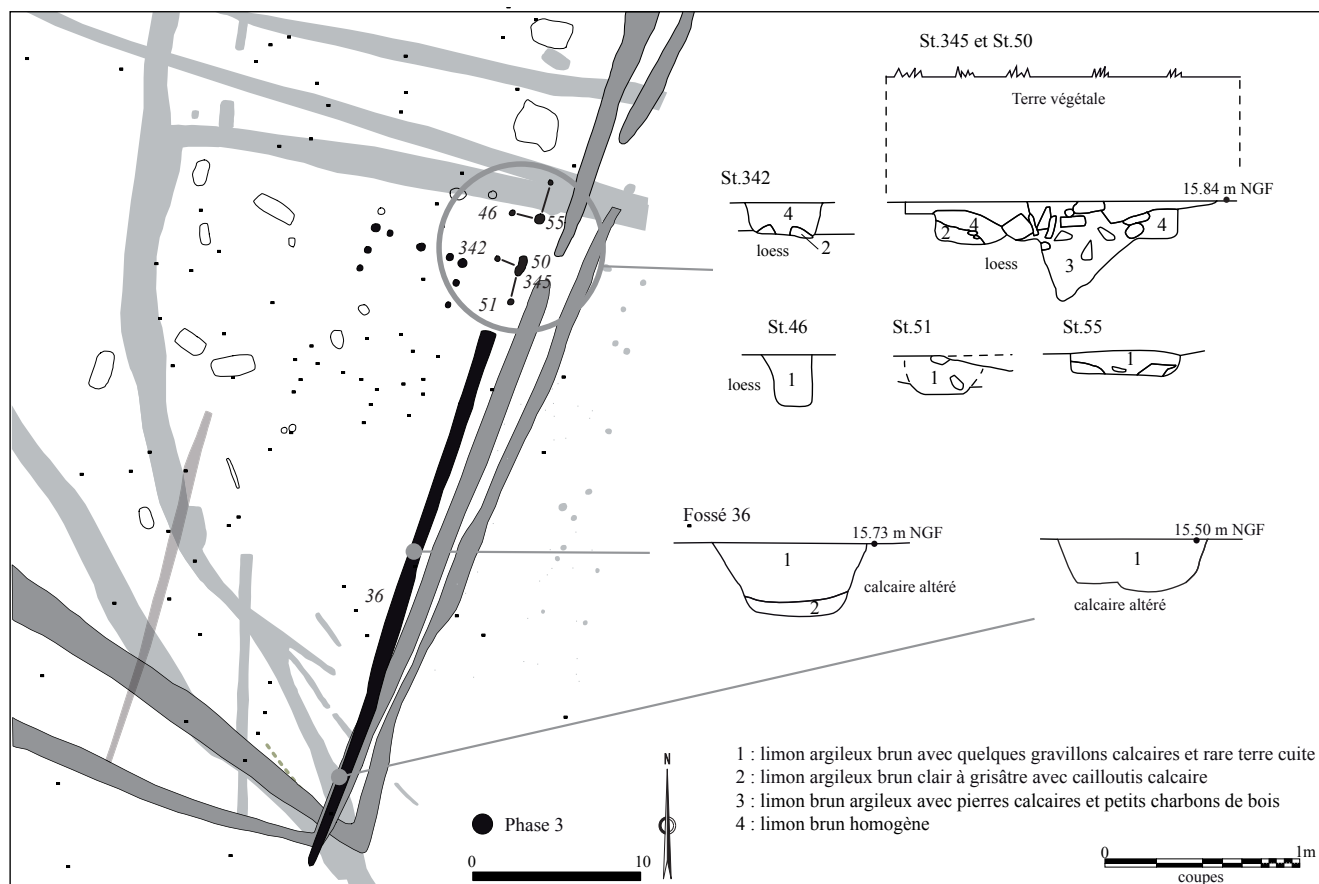 St.345 et St.50
Terre végétale
St.342
15.84 m NGF
4
loess
2
2
4
4
loess
3
46
55
342
50
345
51
St.46
St.51
St.55
loess
1
1
1
Fossé 36
15.73 m NGF
15.50 m NGF
1
1
calcaire altéré
2
calcaire altéré
36
N
1 : limon argileux brun avec quelques gravillons calcaires et rare terre cuite
2 : limon argileux brun clair à grisâtre avec cailloutis calcaire
3 : limon brun argileux avec pierres calcaires et petits charbons de bois
4 : limon brun homogène
Phase 3
0 10
0 1m
coupes